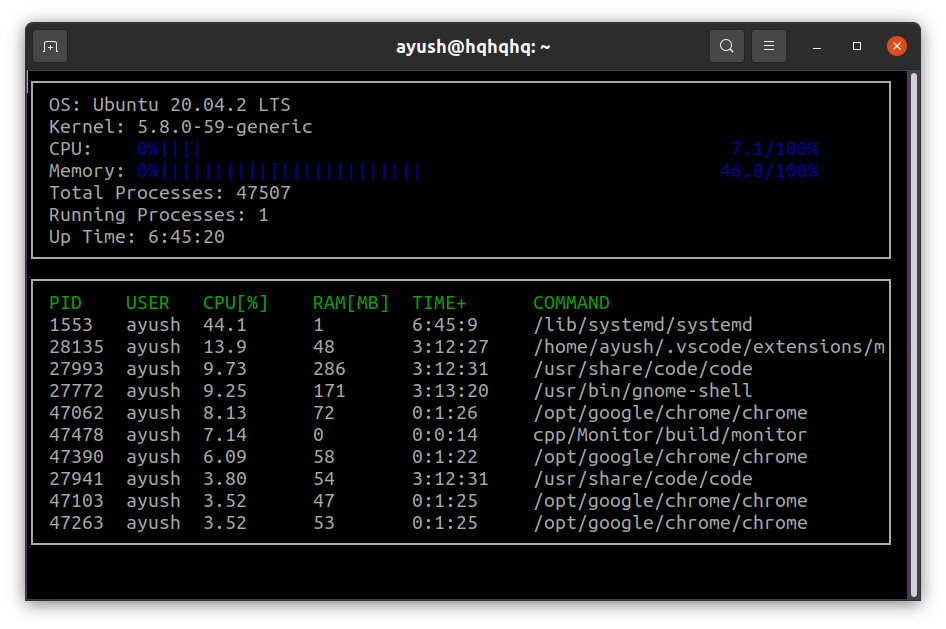 ayush@hqhqhq: ~
OS: Ubuntu 20.04.2 LTS
Kernel: 5.8.0-59-generic
CPU: 0%|||| 7.1/100%
Memory: 0%|||||||||||||||||||||||| 46.8/100%
Total Processes: 47507
Running Processes: 1
Up Time: 6:45:20
PID USER CPU[%] RAM[MB] TIME+ COMMAND
1553 ayush 44.1 1 6:45:9 /lib/systemd/systemd
28135 ayush 13.9 48 3:12:27 /home/ayush/.vscode/extensions/m
27993 ayush 9.73 286 3:12:31 /usr/share/code/code
27772 ayush 9.25 171 3:13:20 /usr/bin/gnome-shell
47062 ayush 8.13 72 0:1:26 /opt/google/chrome/chrome
47478 ayush 7.14 0 0:0:14 cpp/Monitor/build/monitor
47390 ayush 6.09 58 0:1:22 /opt/google/chrome/chrome
27941 ayush 3.80 54 3:12:31 /usr/share/code/code
47103 ayush 3.52 47 0:1:25 /opt/google/chrome/chrome
47263 ayush 3.52 53 0:1:25 /opt/google/chrome/chrome